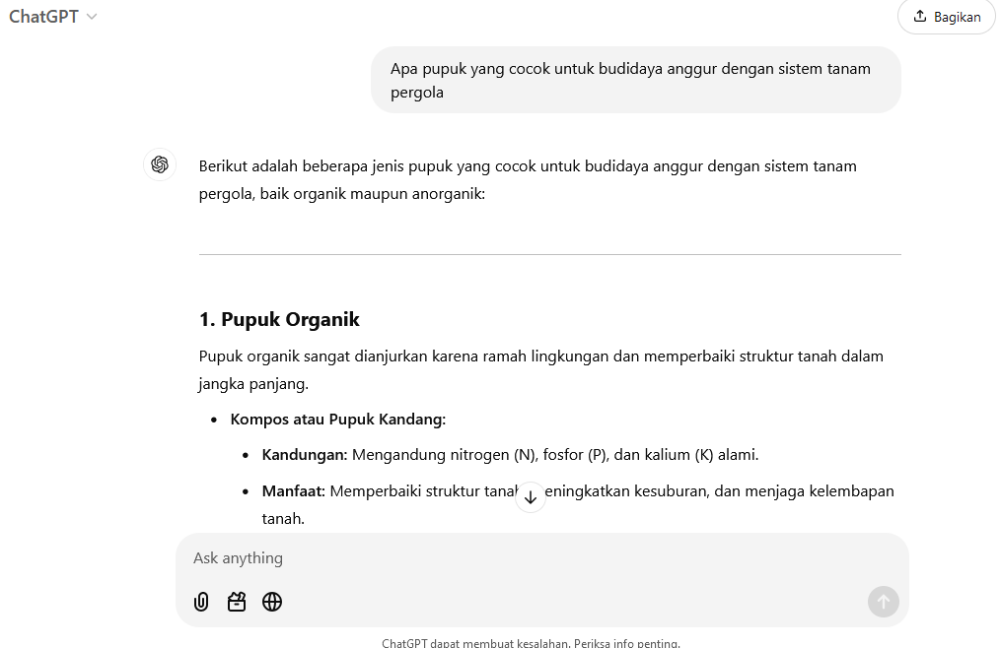 ChatGPT
Bagikan
Apa pupuk yang cocok untuk budidaya anggur dengan sistem tanam
pergola
Berikut adalah beberapa jenis pupuk yang cocok untuk budidaya anggur dengan sistem tanam
pergola, baik organik maupun anorganik:
1. Pupuk Organik
Pupuk organik sangat dianjurkan karena ramah lingkungan dan memperbaiki struktur tanah dalam
jangka panjang.
• Kompos atau Pupuk Kandang:
• Kandungan: Mengandung nitrogen (N), fosfor (P), dan kalium (K) alami.
• Manfaat: Memperbaiki struktur tanah eningkatkan kesuburan, dan menjaga kelembapan
tanah.
Ask anything
ChatGPT dapat membuat kesalahan. Periksa info penting.